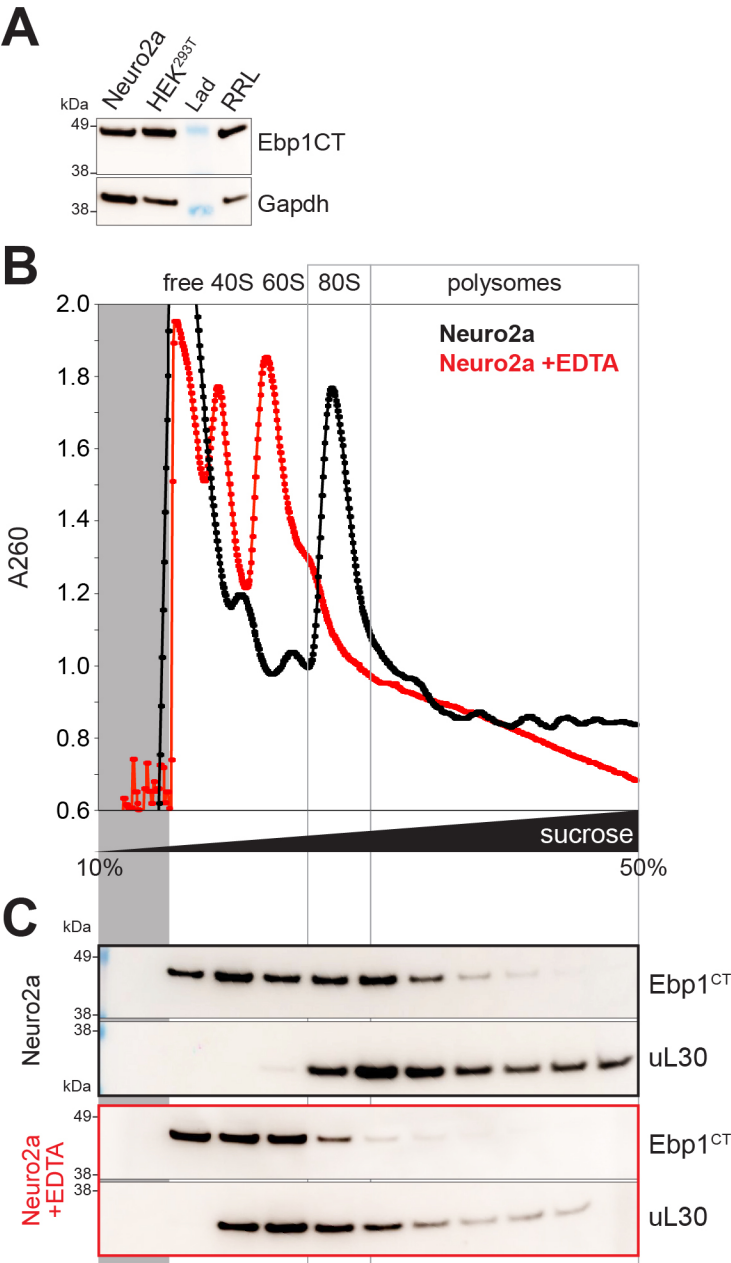 A
Neuro2a
HEK293T
Lad
RRL
kDa
49
Ebp1CT
38
38
Gapdh
B
free 40S 60S 80S polysomes
2.0
Neuro2a
Neuro2a +EDTA
1.8
1.6
1.4
A260
1.2
1.0
0.8
0.6
sucrose
10% 50%
C
kDa
49
Ebp1CT
38
38
Neuro2a
uL30
kDa
49
Ebp1CT
38
38
Neuro2a
+EDTA
uL30